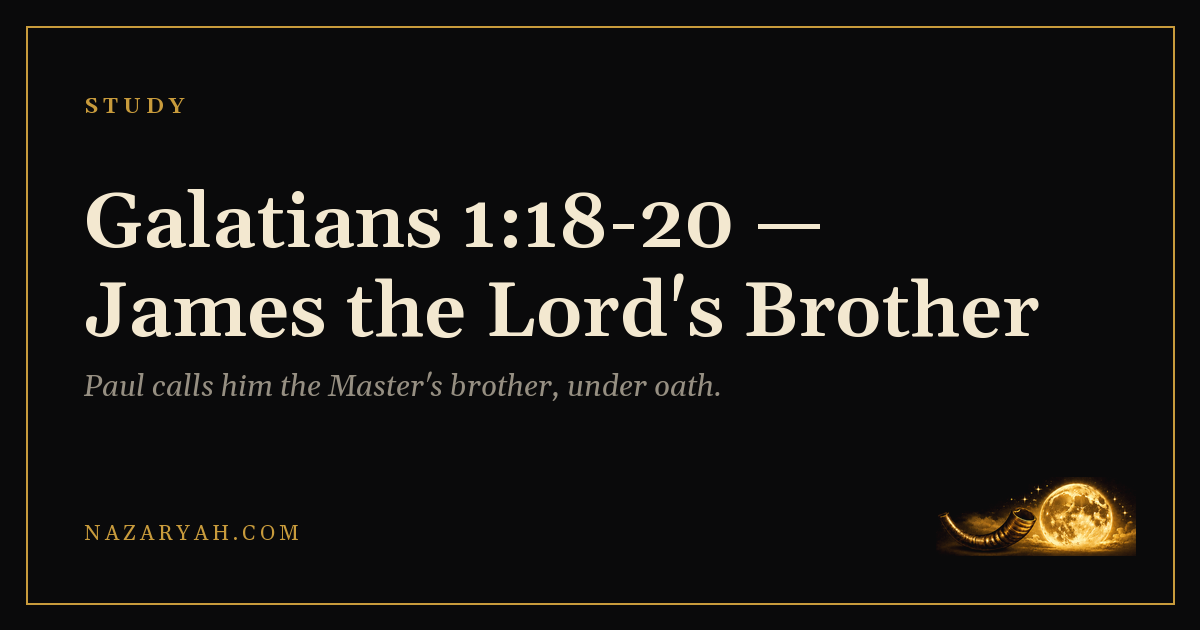 STUDY
Galatians 1:18-20 —
James the Lord's Brother
Paul calls him the Master's brother, under oath.
NAZARYAH.COM